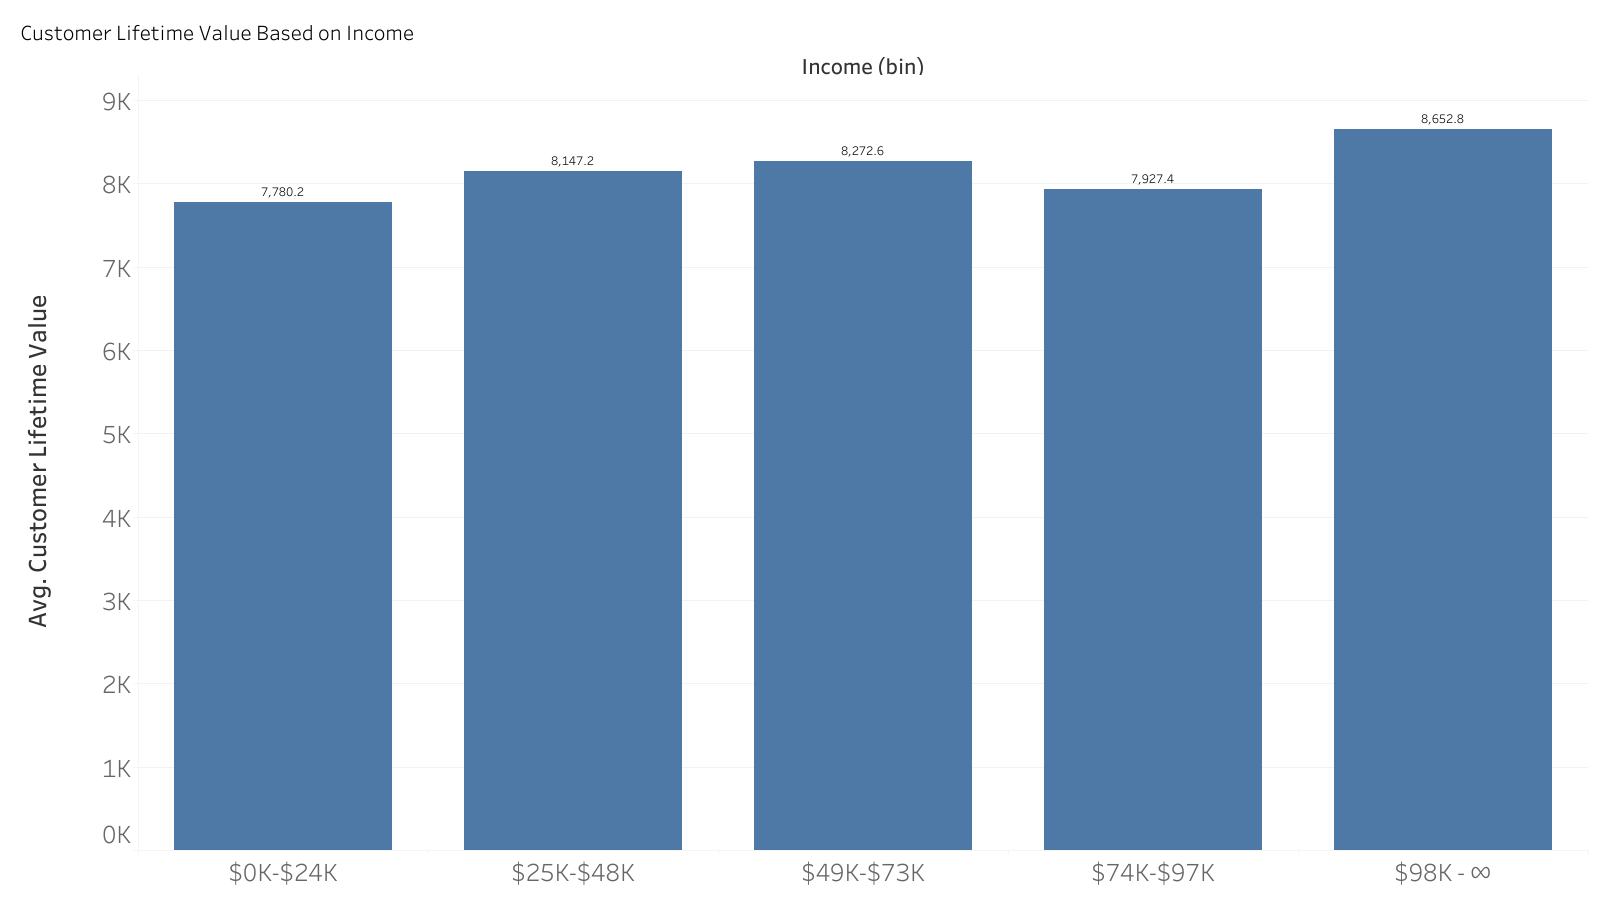 Customer Lifetime Value Based on Income
Income (bin)
Avg. Customer Lifetime Value
9K
8K
7K
6K
5K
4K
3K
2K
1K
0K
7,780.2
8,147.2
8,272.6
7,927.4
8,652.8
$0K-$24K
$25K-$48K
$49K-$73K
$74K-$97K
$98K - ∞